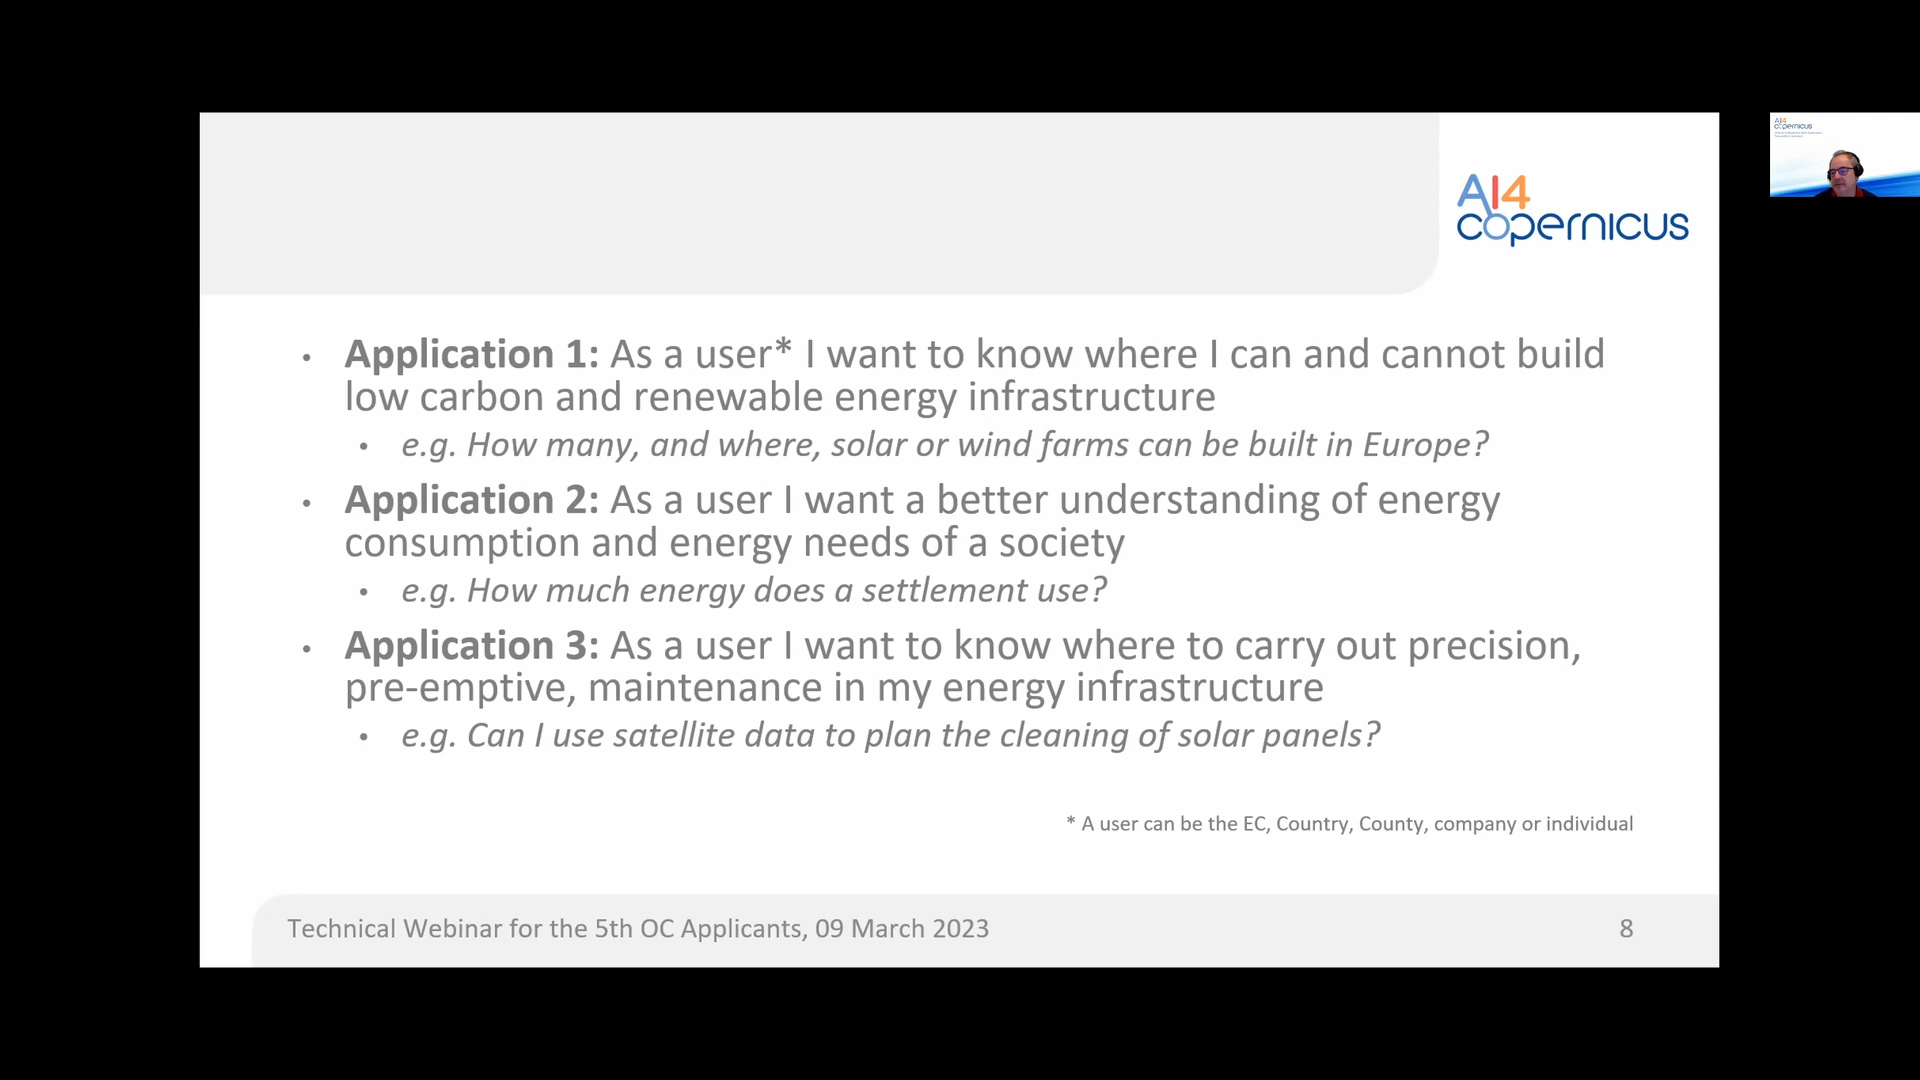 AI4
copernicus
AI4
copernicus
• Application 1: As a user* I want to know where I can and cannot build
low carbon and renewable energy infrastructure
• e.g. How many, and where, solar or wind farms can be built in Europe?
• Application 2: As a user I want a better understanding of energy
consumption and energy needs of a society
• e.g. How much energy does a settlement use?
• Application 3: As a user I want to know where to carry out precision,
pre-emptive, maintenance in my energy infrastructure
• e.g. Can I use satellite data to plan the cleaning of solar panels?
* A user can be the EC, Country, County, company or individual
Technical Webinar for the 5th OC Applicants, 09 March 2023
8